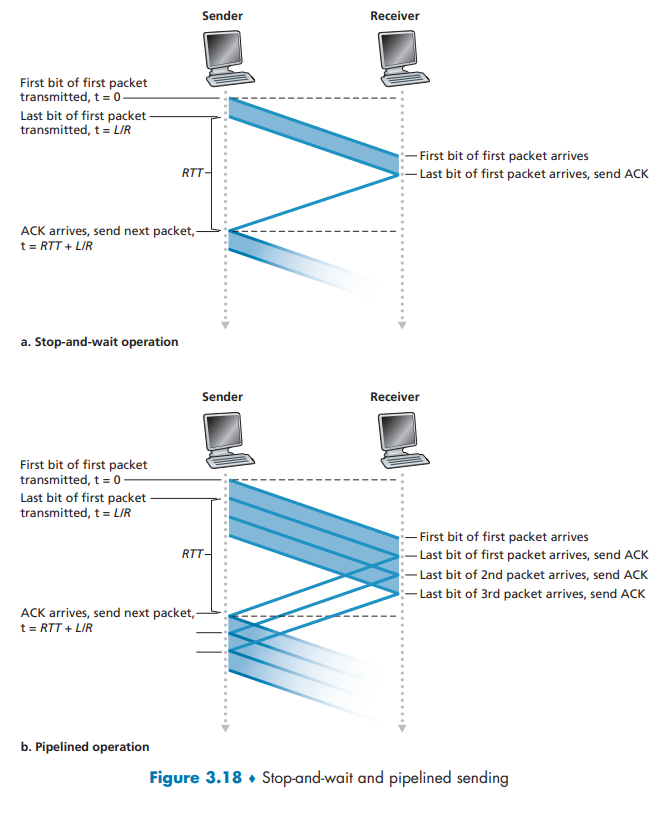 Sender
Receiver
First bit of first packet
transmitted, t = 0
Last bit of first packet
transmitted, t = L/R
RTT
First bit of first packet arrives
Last bit of first packet arrives, send ACK
ACK arrives, send next packet,
t = RTT + L/R
a. Stop-and-wait operation
Sender
Receiver
First bit of first packet
transmitted, t = 0
Last bit of first packet
transmitted, t = L/R
RTT
First bit of first packet arrives
Last bit of first packet arrives, send ACK
Last bit of 2nd packet arrives, send ACK
Last bit of 3rd packet arrives, send ACK
ACK arrives, send next packet,
t = RTT + L/R
b. Pipelined operation
Figure 3.18 ♦ Stop-and-wait and pipelined sending